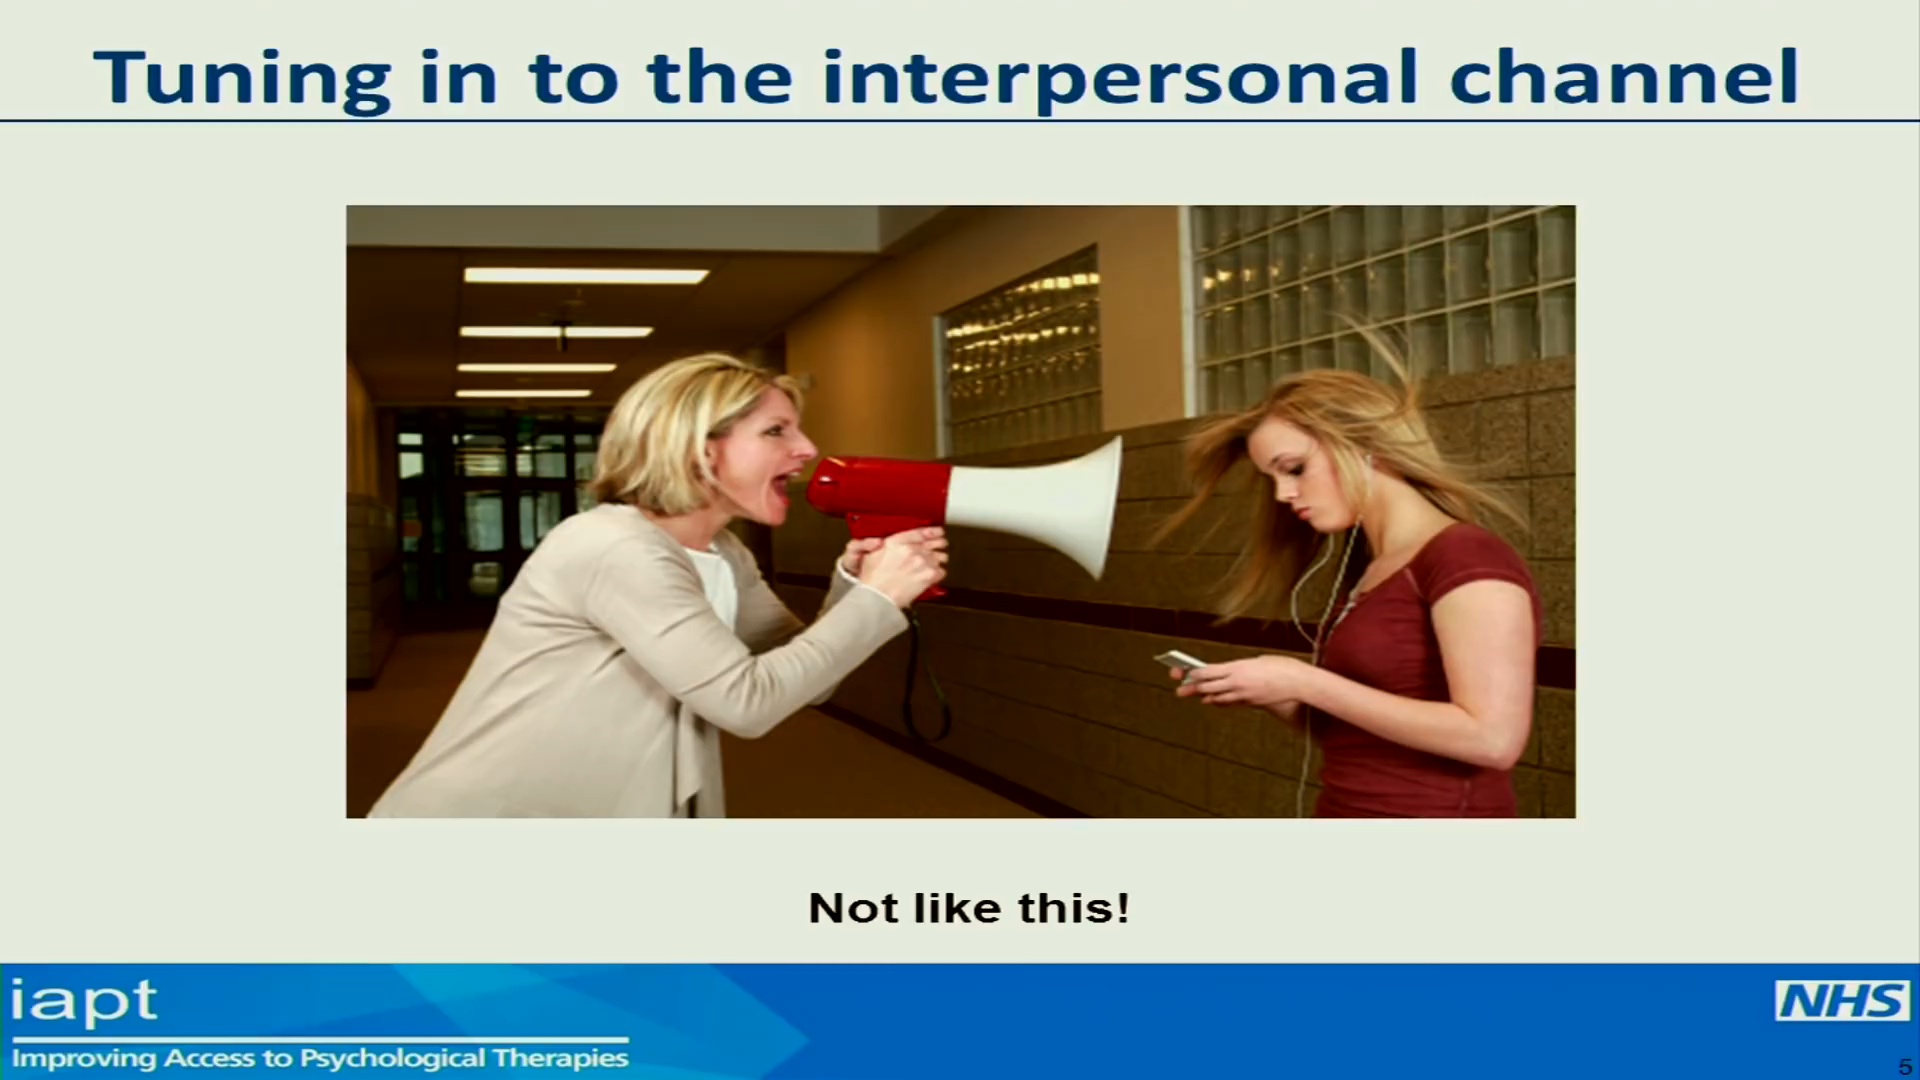 Tuning in to the interpersonal channel
Not like this!
iapt
Improving Access to Psychological Therapies
NHS
5